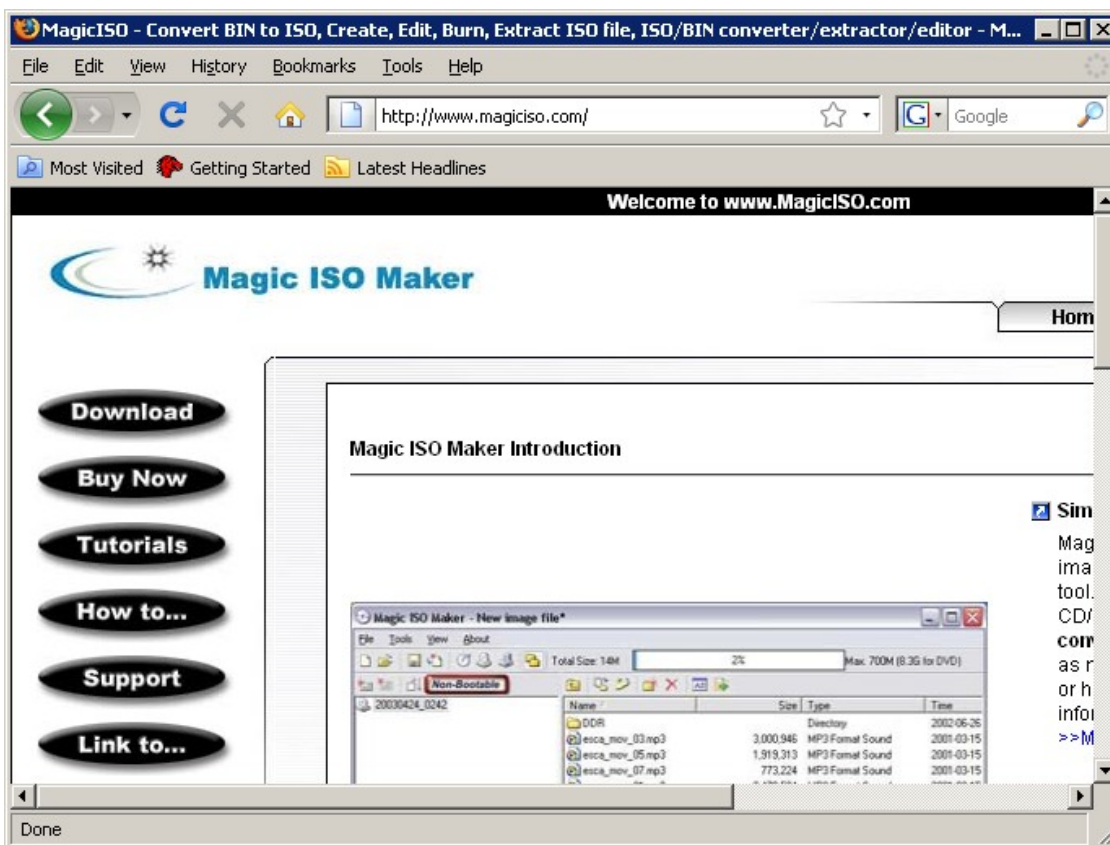 MagicISO - Convert BIN to ISO, Create, Edit, Burn, Extract ISO file, ISO/BIN converter/extractor/editor - M...
File Edit View History Bookmarks Tools Help
http://www.magiciso.com/ G Google
Most Visited Getting Started Latest Headlines
Welcome to www.MagicISO.com
Magic ISO Maker
Hom
Download
Buy Now
Tutorials
How to...
Support
Link to...
Magic ISO Maker Introduction
Magic ISO Maker - New image file*
File Tools View About
Total Size: 14M 2% Max: 700M (8.3G for DVD)
Non-Bootable
20030424_0242
Name Size Type Time
DDR Directory 2002-06-26
esca_mov_03.mp3 3,000,946 MP3 Format Sound 2001-03-15
esca_mov_05.mp3 1,919,313 MP3 Format Sound 2001-03-15
esca_mov_07.mp3 773,224 MP3 Format Sound 2001-03-15
Sim
Mag
ima
tool.
CD/
con
as r
or h
infor
>>M
Done